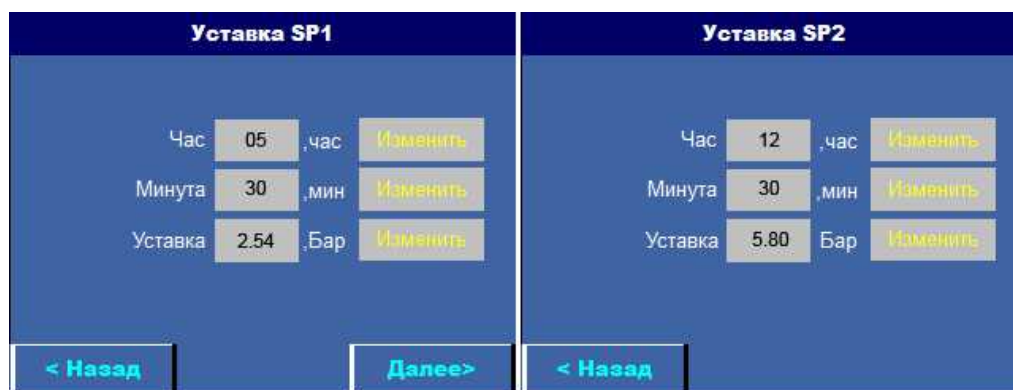 Уставка SP1
Час 05 ,час Изменить
Минута 30 ,мин Изменить
Уставка 2.54 ,Бар Изменить
< Назад Далее>
Уставка SP2
Час 12 ,час Изменить
Минута 30 ,мин Изменить
Уставка 5.80 Бар Изменить
< Назад